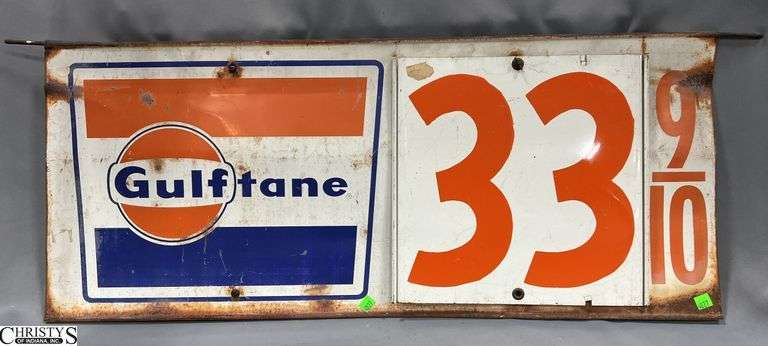 Gulftane
33 9/10
CHRISTY'S
OF INDIANA, INC.